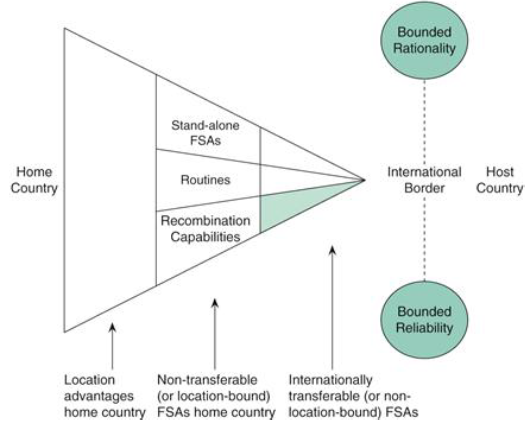 Bounded
Rationality
Stand-alone
FSAs
Home
Country
Routines
International
Border
Host
Country
Recombination
Capabilities
Bounded
Reliability
Location
advantages
home country
Non-transferable
(or location-bound)
FSAs home country
Internationally
transferable (or non-
location-bound) FSAs